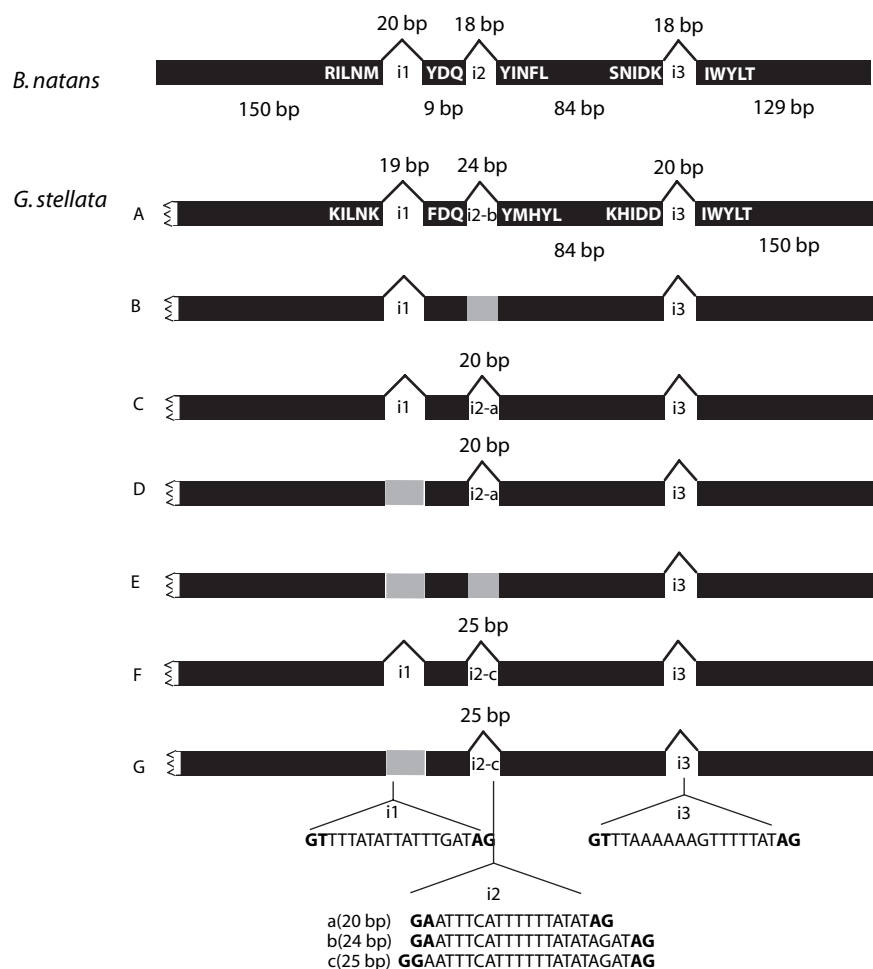 20 bp 18 bp 18 bp
B. natans RILNM i1 YDQ i2 YINFL SNIDK i3 IWYLT
150 bp 9 bp 84 bp 129 bp
19 bp 24 bp 20 bp
G. stellata
A KILNK i1 FDQ i2-b YMHYL KHIDD i3 IWYLT
84 bp 150 bp
B i1 i3
20 bp
C i1 i2-a i3
20 bp
D i2-a i3
E i3
25 bp
F i1 i2-c i3
25 bp
G i2-c i3
i1 i3
GTTTTATATTATTTGATAG GTTTAAAAAAGTTTTTATAG
i2
a(20 bp) GAATTTCATTTTTTATATAG
b(24 bp) GAATTTCATTTTTTATATAGATAG
c(25 bp) GGAATTTCATTTTTTATATAGATAG